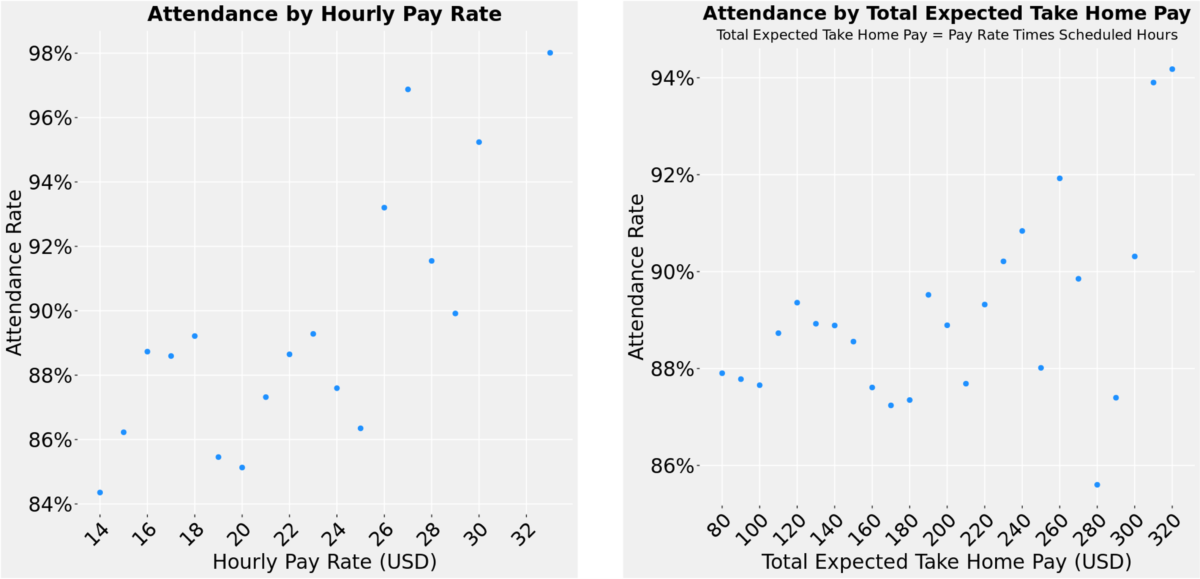 Attendance by Hourly Pay Rate
98%
96%
94%
92%
90%
88%
86%
84%
Attendance Rate
14 16 18 20 22 24 26 28 30 32
Hourly Pay Rate (USD)
Attendance by Total Expected Take Home Pay
Total Expected Take Home Pay = Pay Rate Times Scheduled Hours
94%
92%
90%
88%
86%
Attendance Rate
80 100 120 140 160 180 200 220 240 260 280 300 320
Total Expected Take Home Pay (USD)